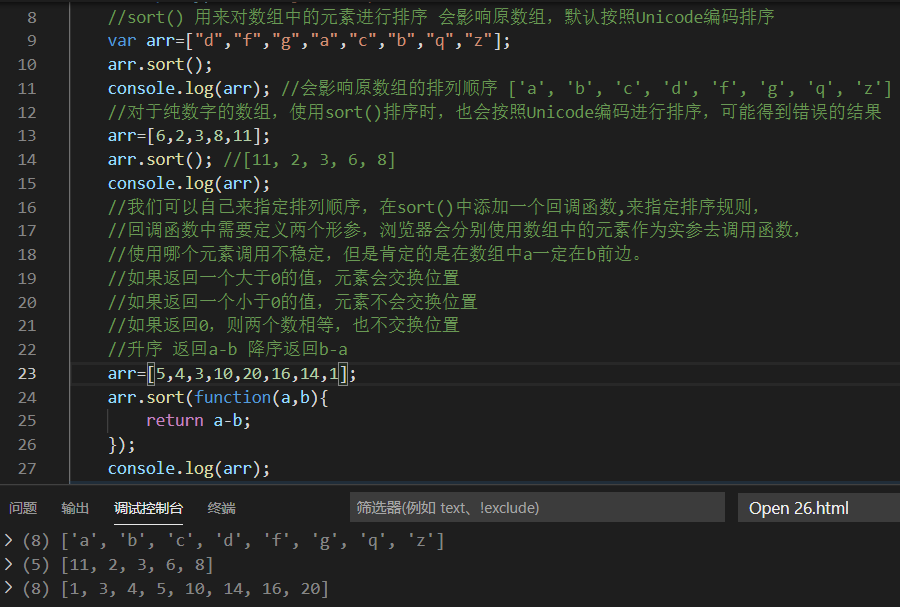 8 //sort() 用来对数组中的元素进行排序 会影响原数组，默认按照Unicode编码排序
9 var arr=["d","f","g","a","c","b","q","z"];
10 arr.sort();
11 console.log(arr); //会影响原数组的排列顺序 ['a', 'b', 'c', 'd', 'f', 'g', 'q', 'z']
12 //对于纯数字的数组，使用sort()排序时，也会按照Unicode编码进行排序，可能得到错误的结果
13 arr=[6,2,3,8,11];
14 arr.sort(); //[11, 2, 3, 6, 8]
15 console.log(arr);
16 //我们可以自己来指定排列顺序，在sort()中添加一个回调函数,来指定排序规则，
17 //回调函数中需要定义两个形参，浏览器会分别使用数组中的元素作为实参去调用函数，
18 //使用哪个元素调用不稳定，但是肯定的是在数组中a一定在b前边。
19 //如果返回一个大于0的值，元素会交换位置
20 //如果返回一个小于0的值，元素不会交换位置
21 //如果返回0，则两个数相等，也不交换位置
22 //升序 返回a-b 降序返回b-a
23 arr=[5,4,3,10,20,16,14,1];
24 arr.sort(function(a,b){
25 return a-b;
26 });
27 console.log(arr);
问题 输出 调试控制台 终端 筛选器(例如 text、!exclude) Open 26.html
(8) ['a', 'b', 'c', 'd', 'f', 'g', 'q', 'z']
(5) [11, 2, 3, 6, 8]
(8) [1, 3, 4, 5, 10, 14, 16, 20]